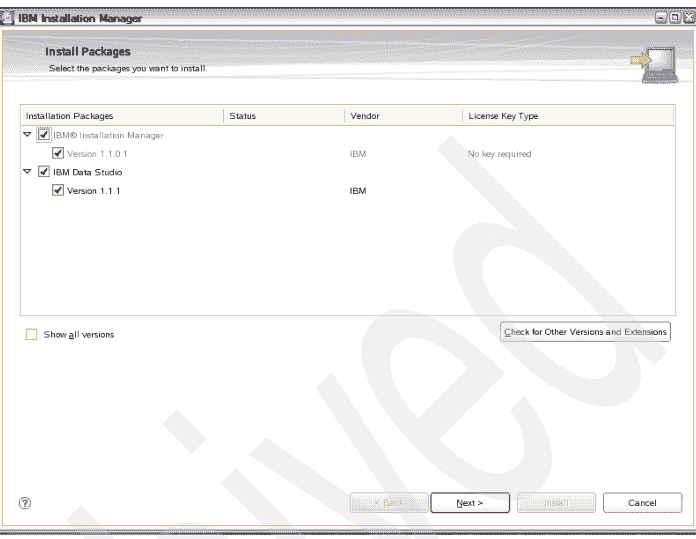 IBM Installation Manager
Install Packages
Select the packages you want to install.
Installation Packages Status Vendor License Key Type
IBM® Installation Manager
Version 1.1.0.1 IBM No key required
IBM Data Studio
Version 1.1.1 IBM
Show all versions Check for Other Versions and Extensions
? < Back Next > Install Cancel